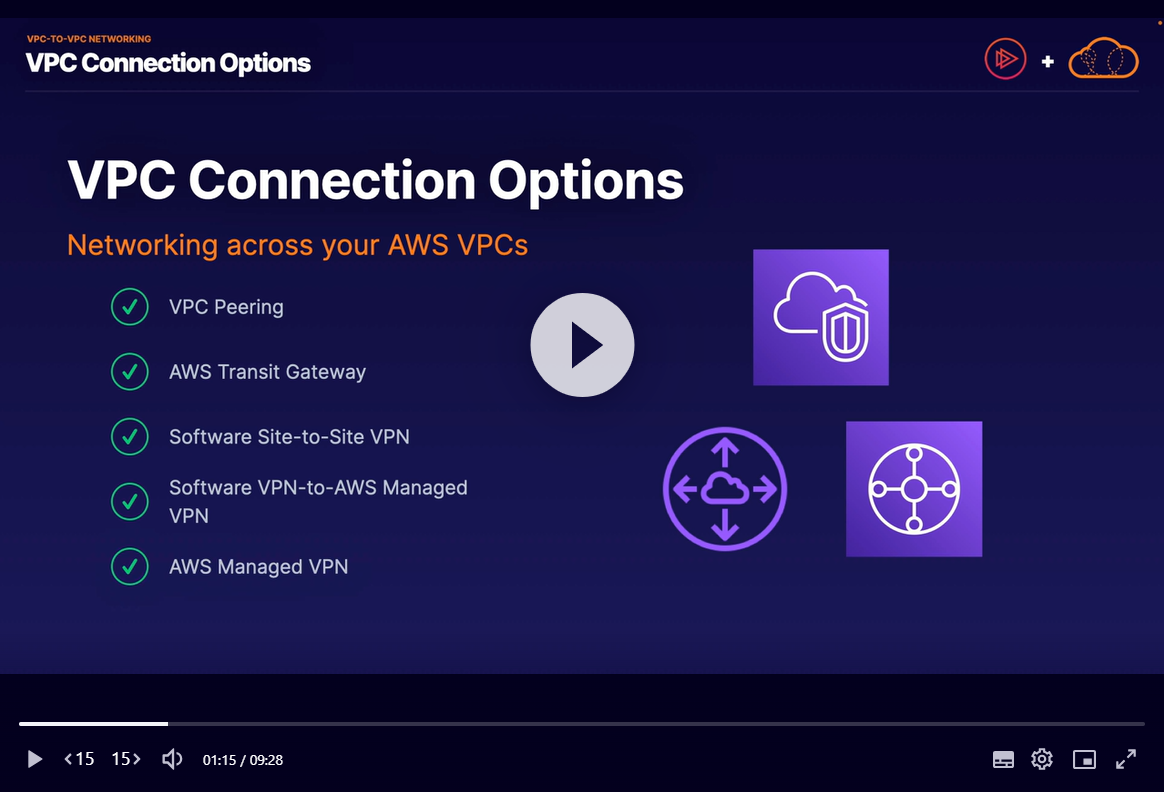 VPC-TO-VPC NETWORKING
VPC Connection Options
VPC Connection Options
Networking across your AWS VPCs
VPC Peering
AWS Transit Gateway
Software Site-to-Site VPN
Software VPN-to-AWS Managed
VPN
AWS Managed VPN
15 15 01:15 / 09:28